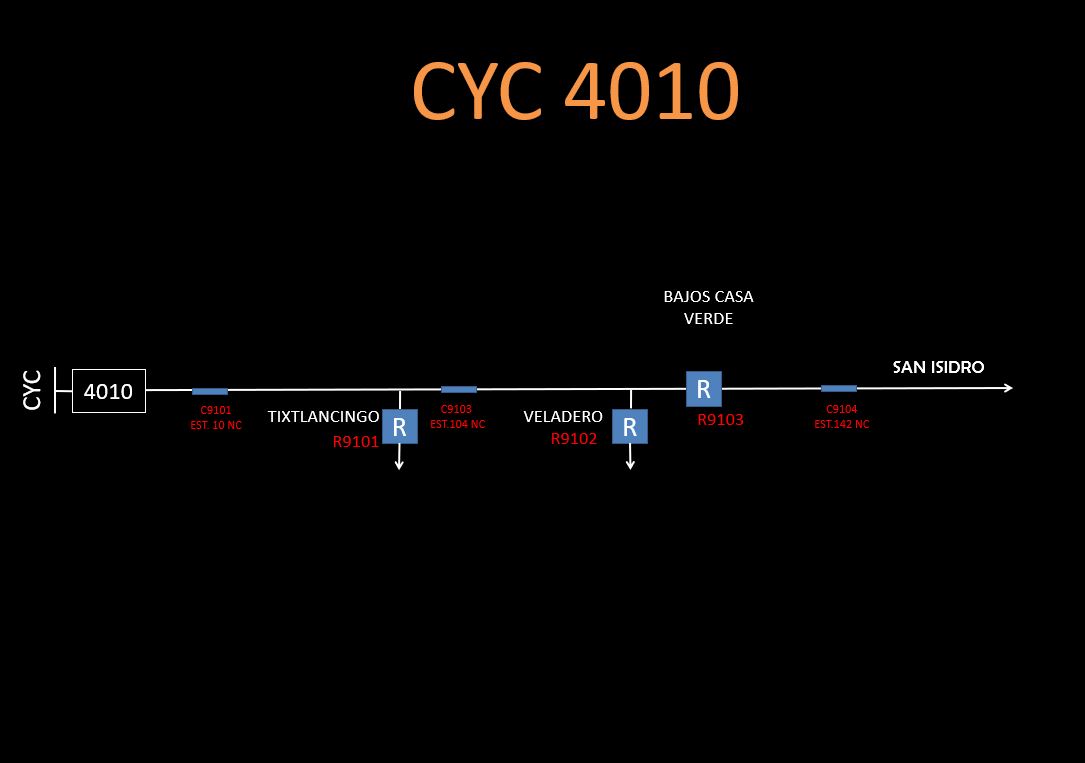 CYC 4010
BAJOS CASA
VERDE
CYC
4010
C9101
EST. 10 NC
TIXTLANCINGO
R9101
R
C9103
EST.104 NC
VELADERO
R9102
R
R
R9103
C9104
EST.142 NC
SAN ISIDRO